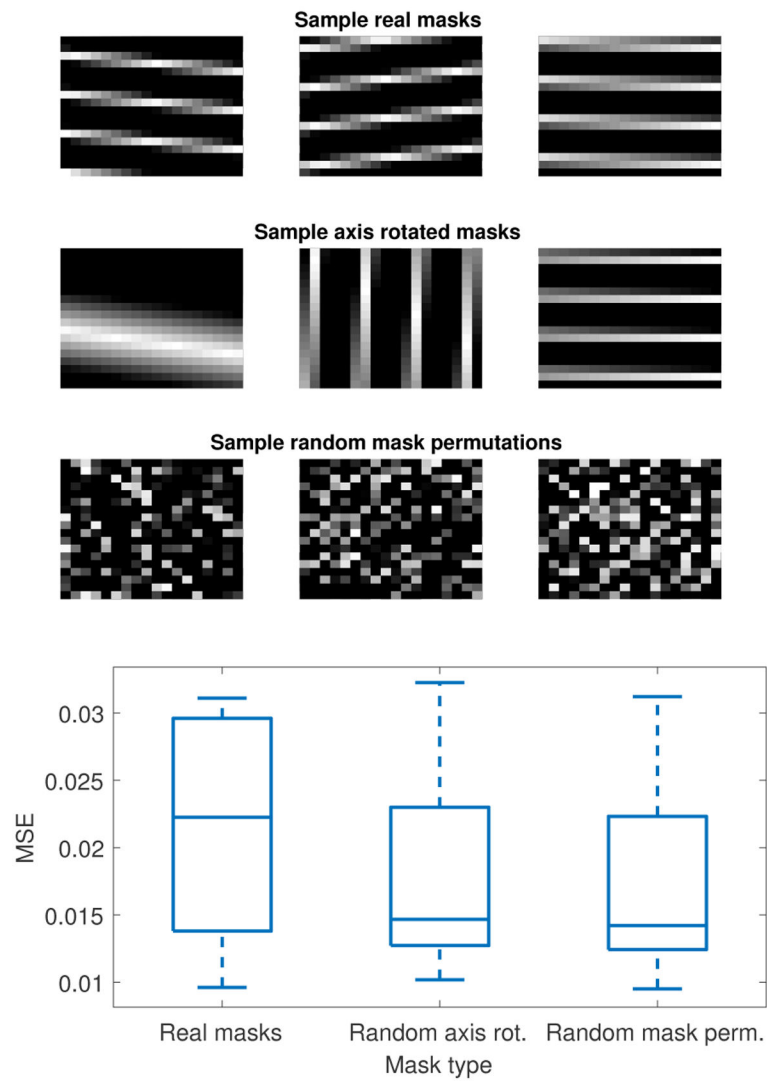 Sample real masks
Sample axis rotated masks
Sample random mask permutations
0.03
0.025
0.02
0.015
0.01
MSE
Real masks
Random axis rot.
Random mask perm.
Mask type